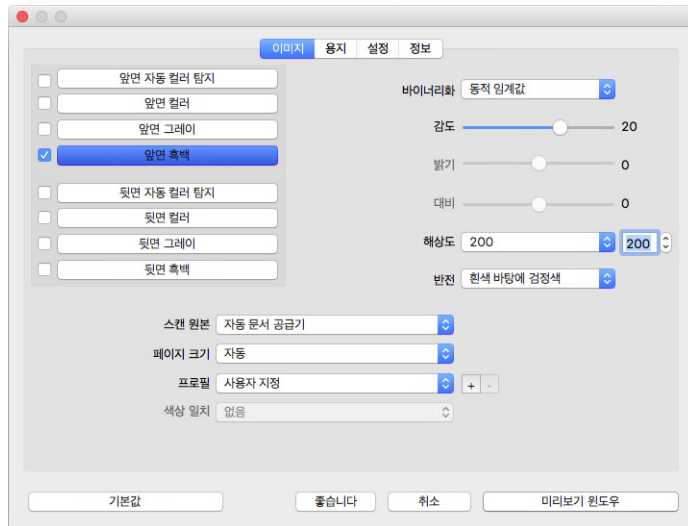 이미지 용지 설정 정보
앞면 자동 컬러 탐지
앞면 컬러
앞면 그레이
앞면 흑백
뒷면 자동 컬러 탐지
뒷면 컬러
뒷면 그레이
뒷면 흑백
바이너리화 동적 임계값
감도 20
밝기 0
대비 0
해상도 200 200
반전 흰색 바탕에 검정색
스캔 원본 자동 문서 공급기
페이지 크기 자동
프로필 사용자 지정 + -
색상 일치 없음
기본값 좋습니다 취소 미리보기 윈도우